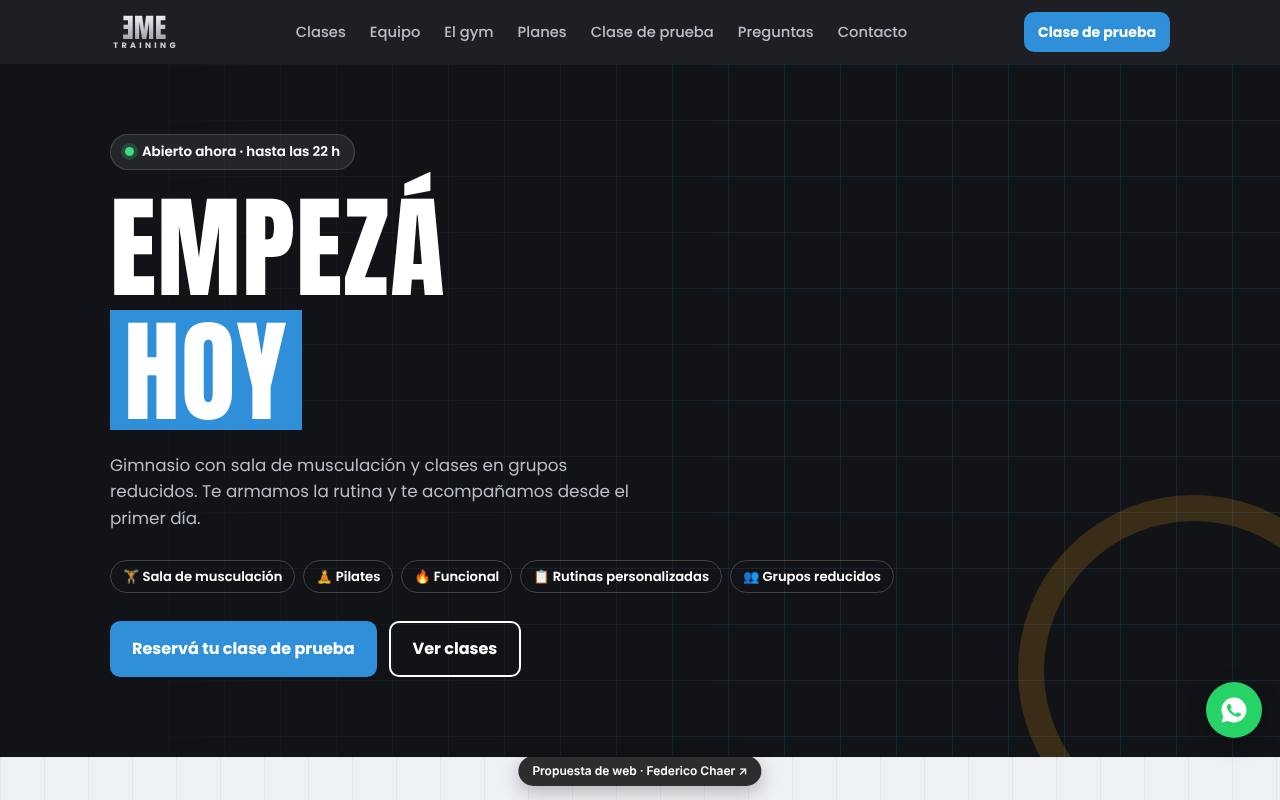 EME
TRAINING
Clases
Equipo
El gym
Planes
Clase de prueba
Preguntas
Contacto
Clase de prueba
Abierto ahora · hasta las 22 h
EMPEZÁ
HOY
Gimnasio con sala de musculación y clases en grupos
reducidos. Te armamos la rutina y te acompañamos desde el
primer día.
Sala de musculación
Pilates
Funcional
Rutinas personalizadas
Grupos reducidos
Reservá tu clase de prueba
Ver clases
Propuesta de web · Federico Chaer ↗